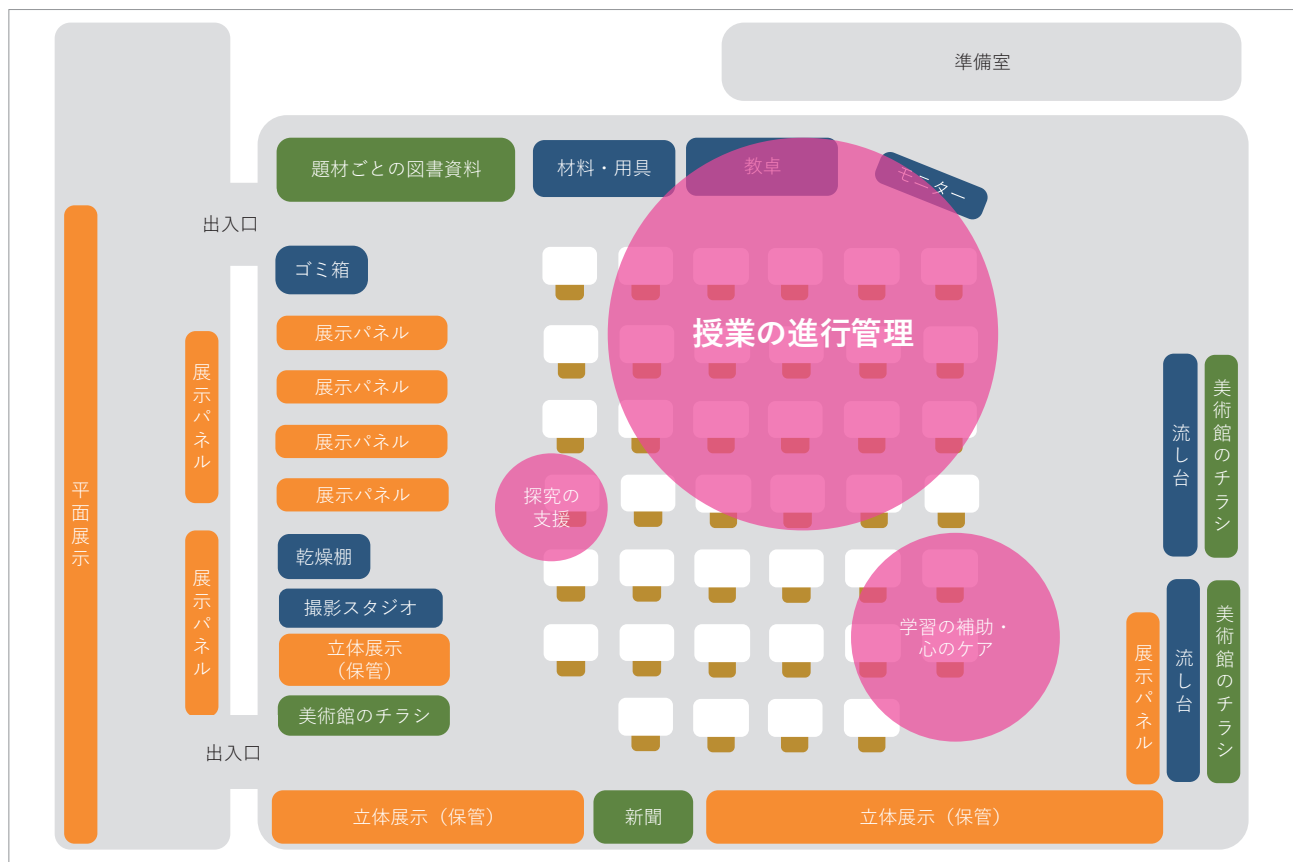 準備室
題材ごとの図書資料
材料・用具
教卓
モニター
出入口
ゴミ箱
展示パネル
展示パネル
展示パネル
展示パネル
授業の進行管理
展示パネル
平面展示
展示パネル
探究の
支援
乾燥棚
撮影スタジオ
立体展示
(保管)
美術館のチラシ
出入口
学習の補助・
心のケア
流し台
美術館のチラシ
展示パネル
流し台
美術館のチラシ
立体展示（保管）
新聞
立体展示（保管）